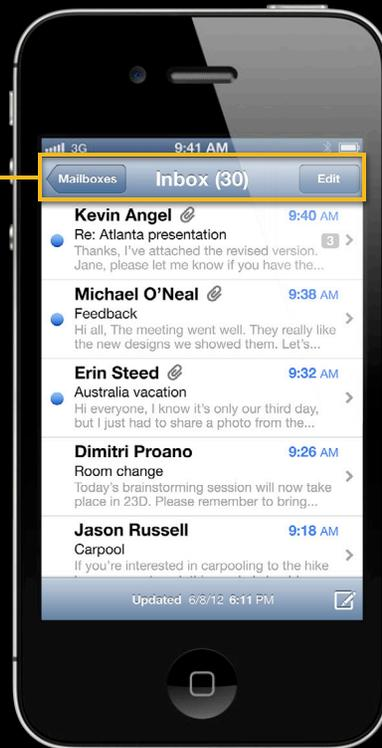 3G 9:41 AM
Mailboxes Inbox (30) Edit
Kevin Angel 9:40 AM
Re: Atlanta presentation 3
Thanks, I've attached the revised version.
Jane, please let me know if you have the...
Michael O'Neal 9:38 AM
Feedback
Hi all, The meeting went well. They really like
the new designs we showed them. Let's...
Erin Steed 9:32 AM
Australia vacation
Hi everyone, I know it's only our third day,
but I just had to share a photo from the...
Dimitri Proano 9:26 AM
Room change
Today's brainstorming session will now take
place in 23D. Please remember to bring...
Jason Russell 9:18 AM
Carpool
If you're interested in carpooling to the hike
Updated 6/8/12 6:11 PM